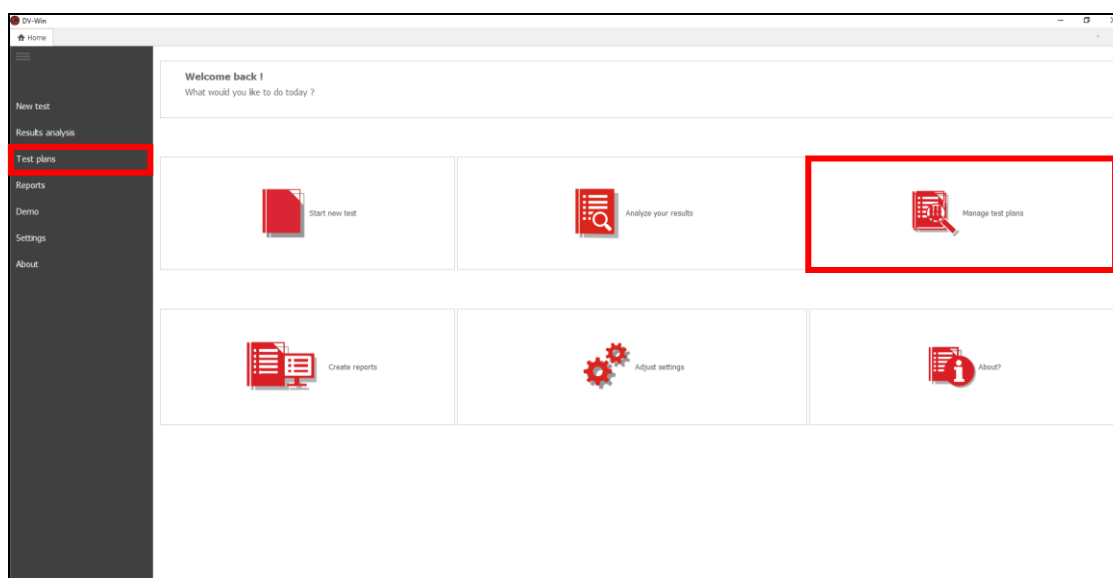 DV-Win
Home
Welcome back !
What would you like to do today ?
New test
Results analysis
Test plans
Reports
Demo
Settings
About
Start new test
Analyze your results
Manage test plans
Create reports
Adjust settings
About?